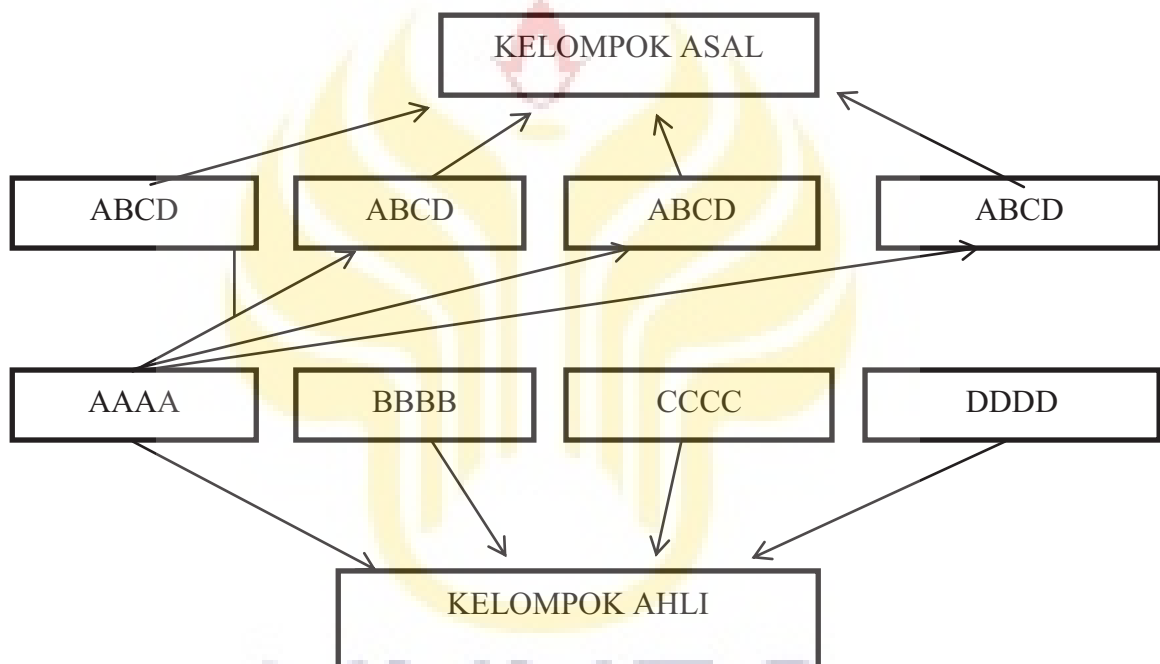 KELOMPOK ASAL
ABCD ABCD ABCD ABCD
AAAA BBBB CCCC DDDD
KELOMPOK AHLI